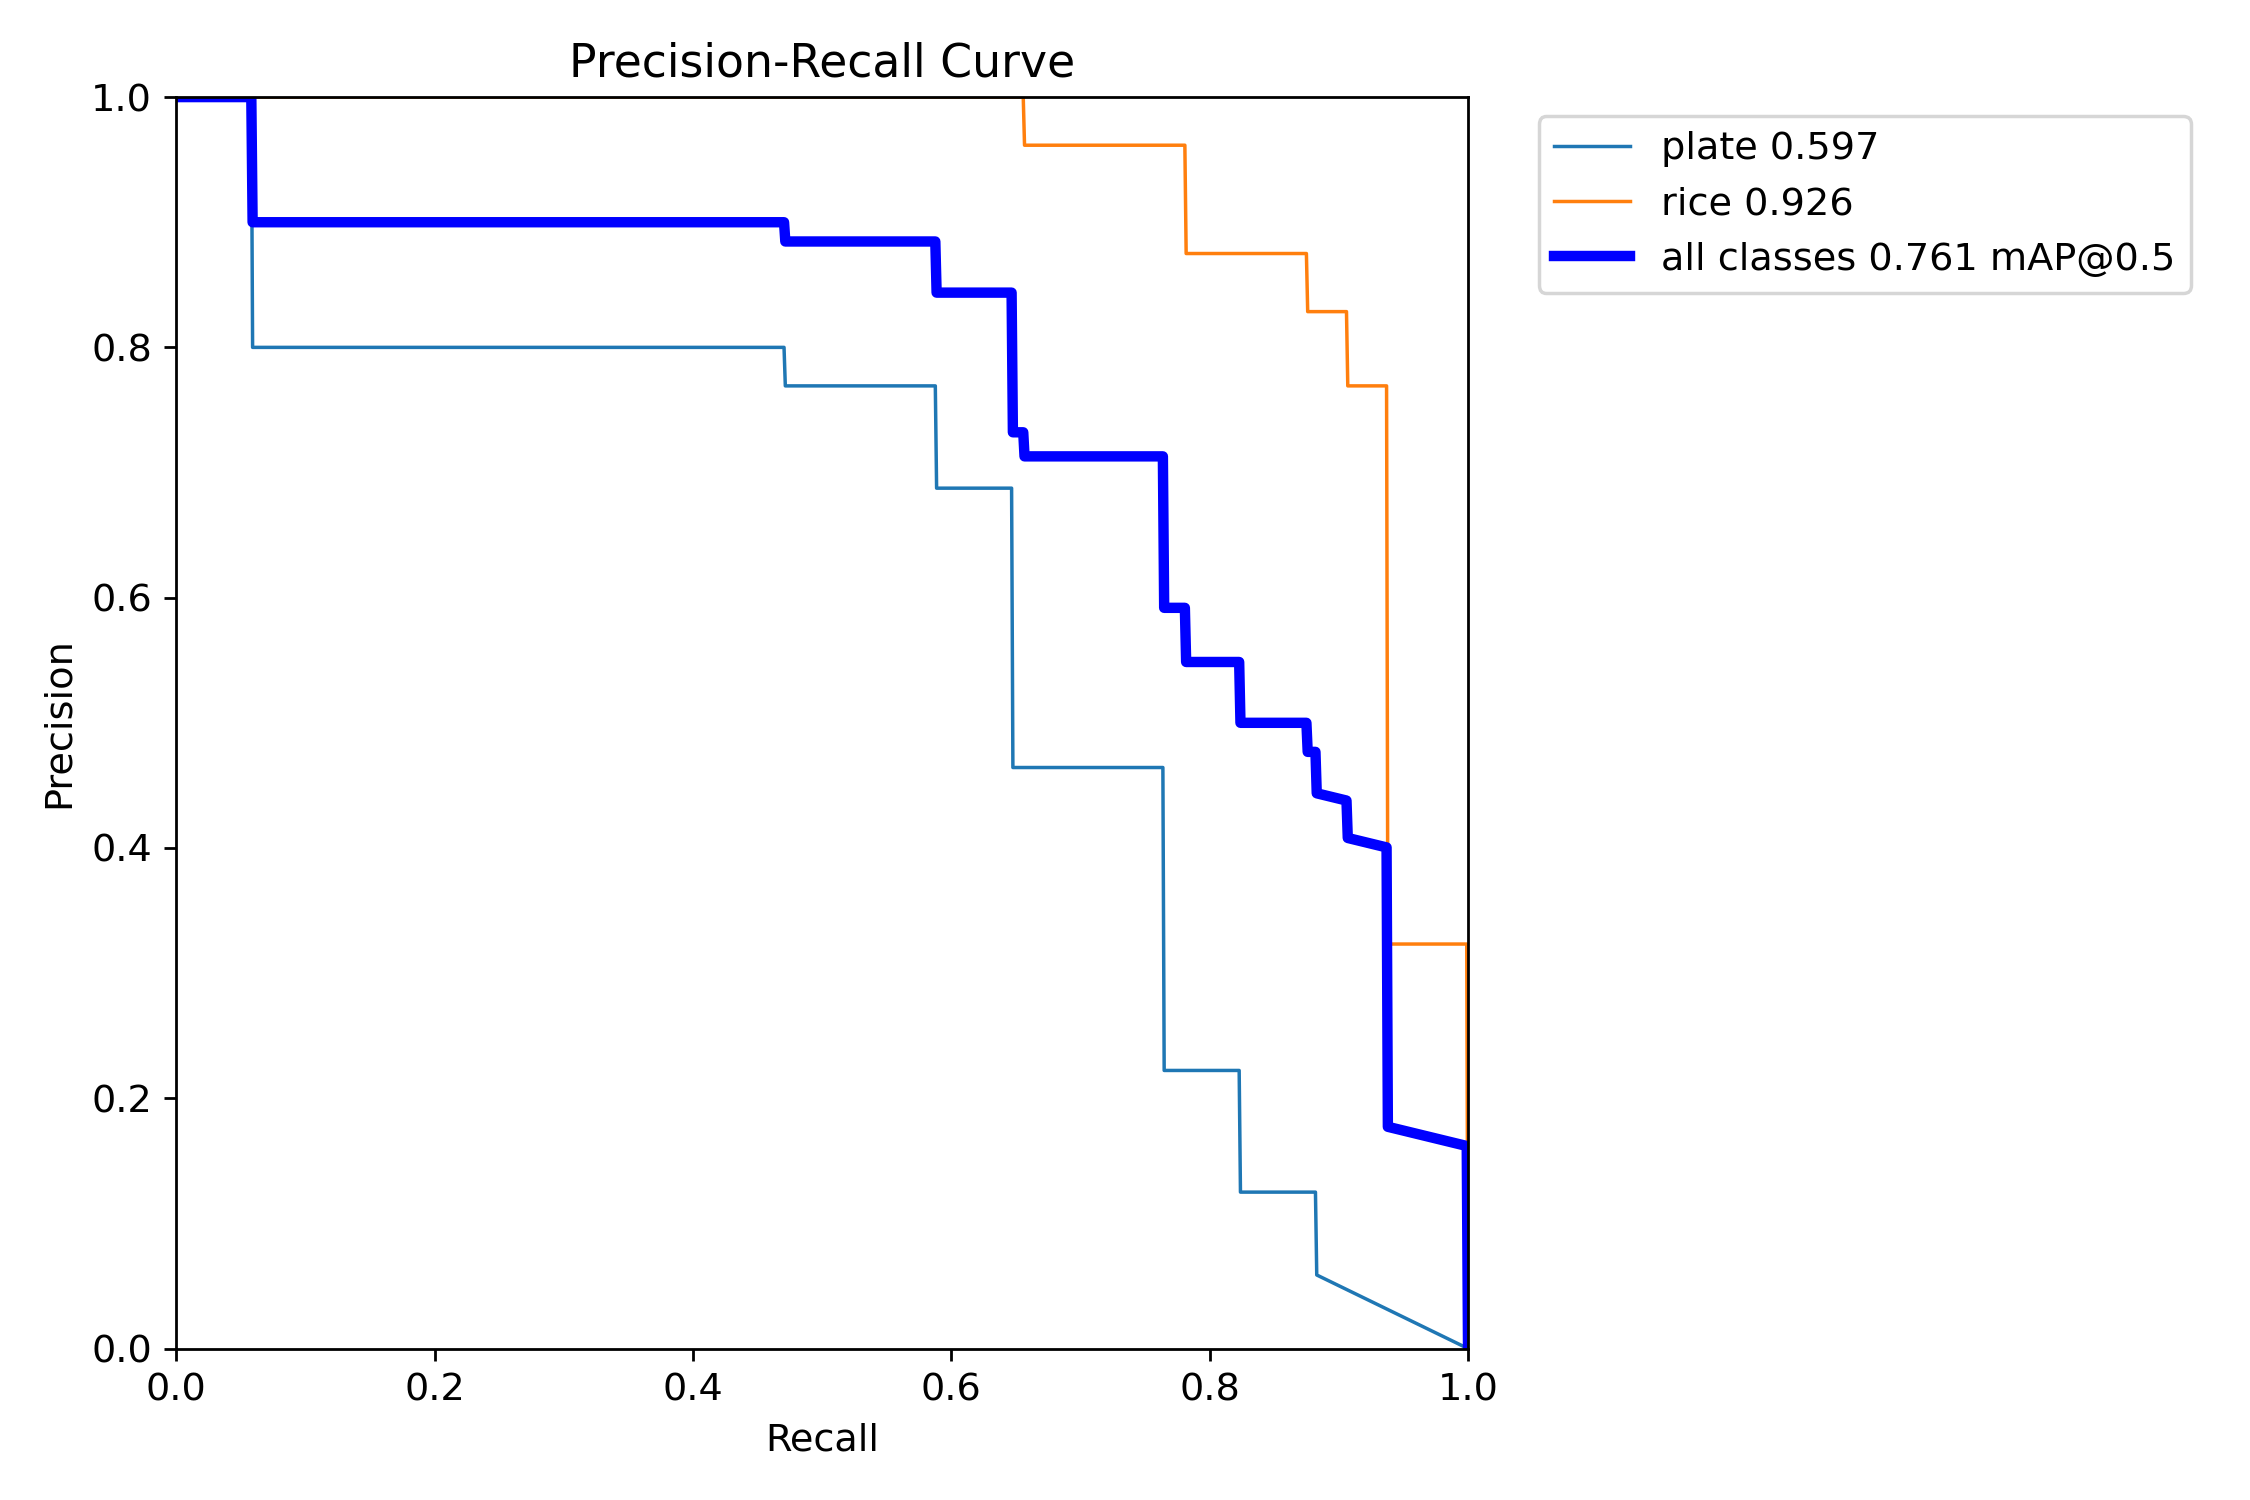 Precision-Recall Curve
1.0
0.8
0.6
0.4
0.2
0.0
Precision
0.0 0.2 0.4 0.6 0.8 1.0
Recall
plate 0.597
rice 0.926
all classes 0.761 mAP@0.5